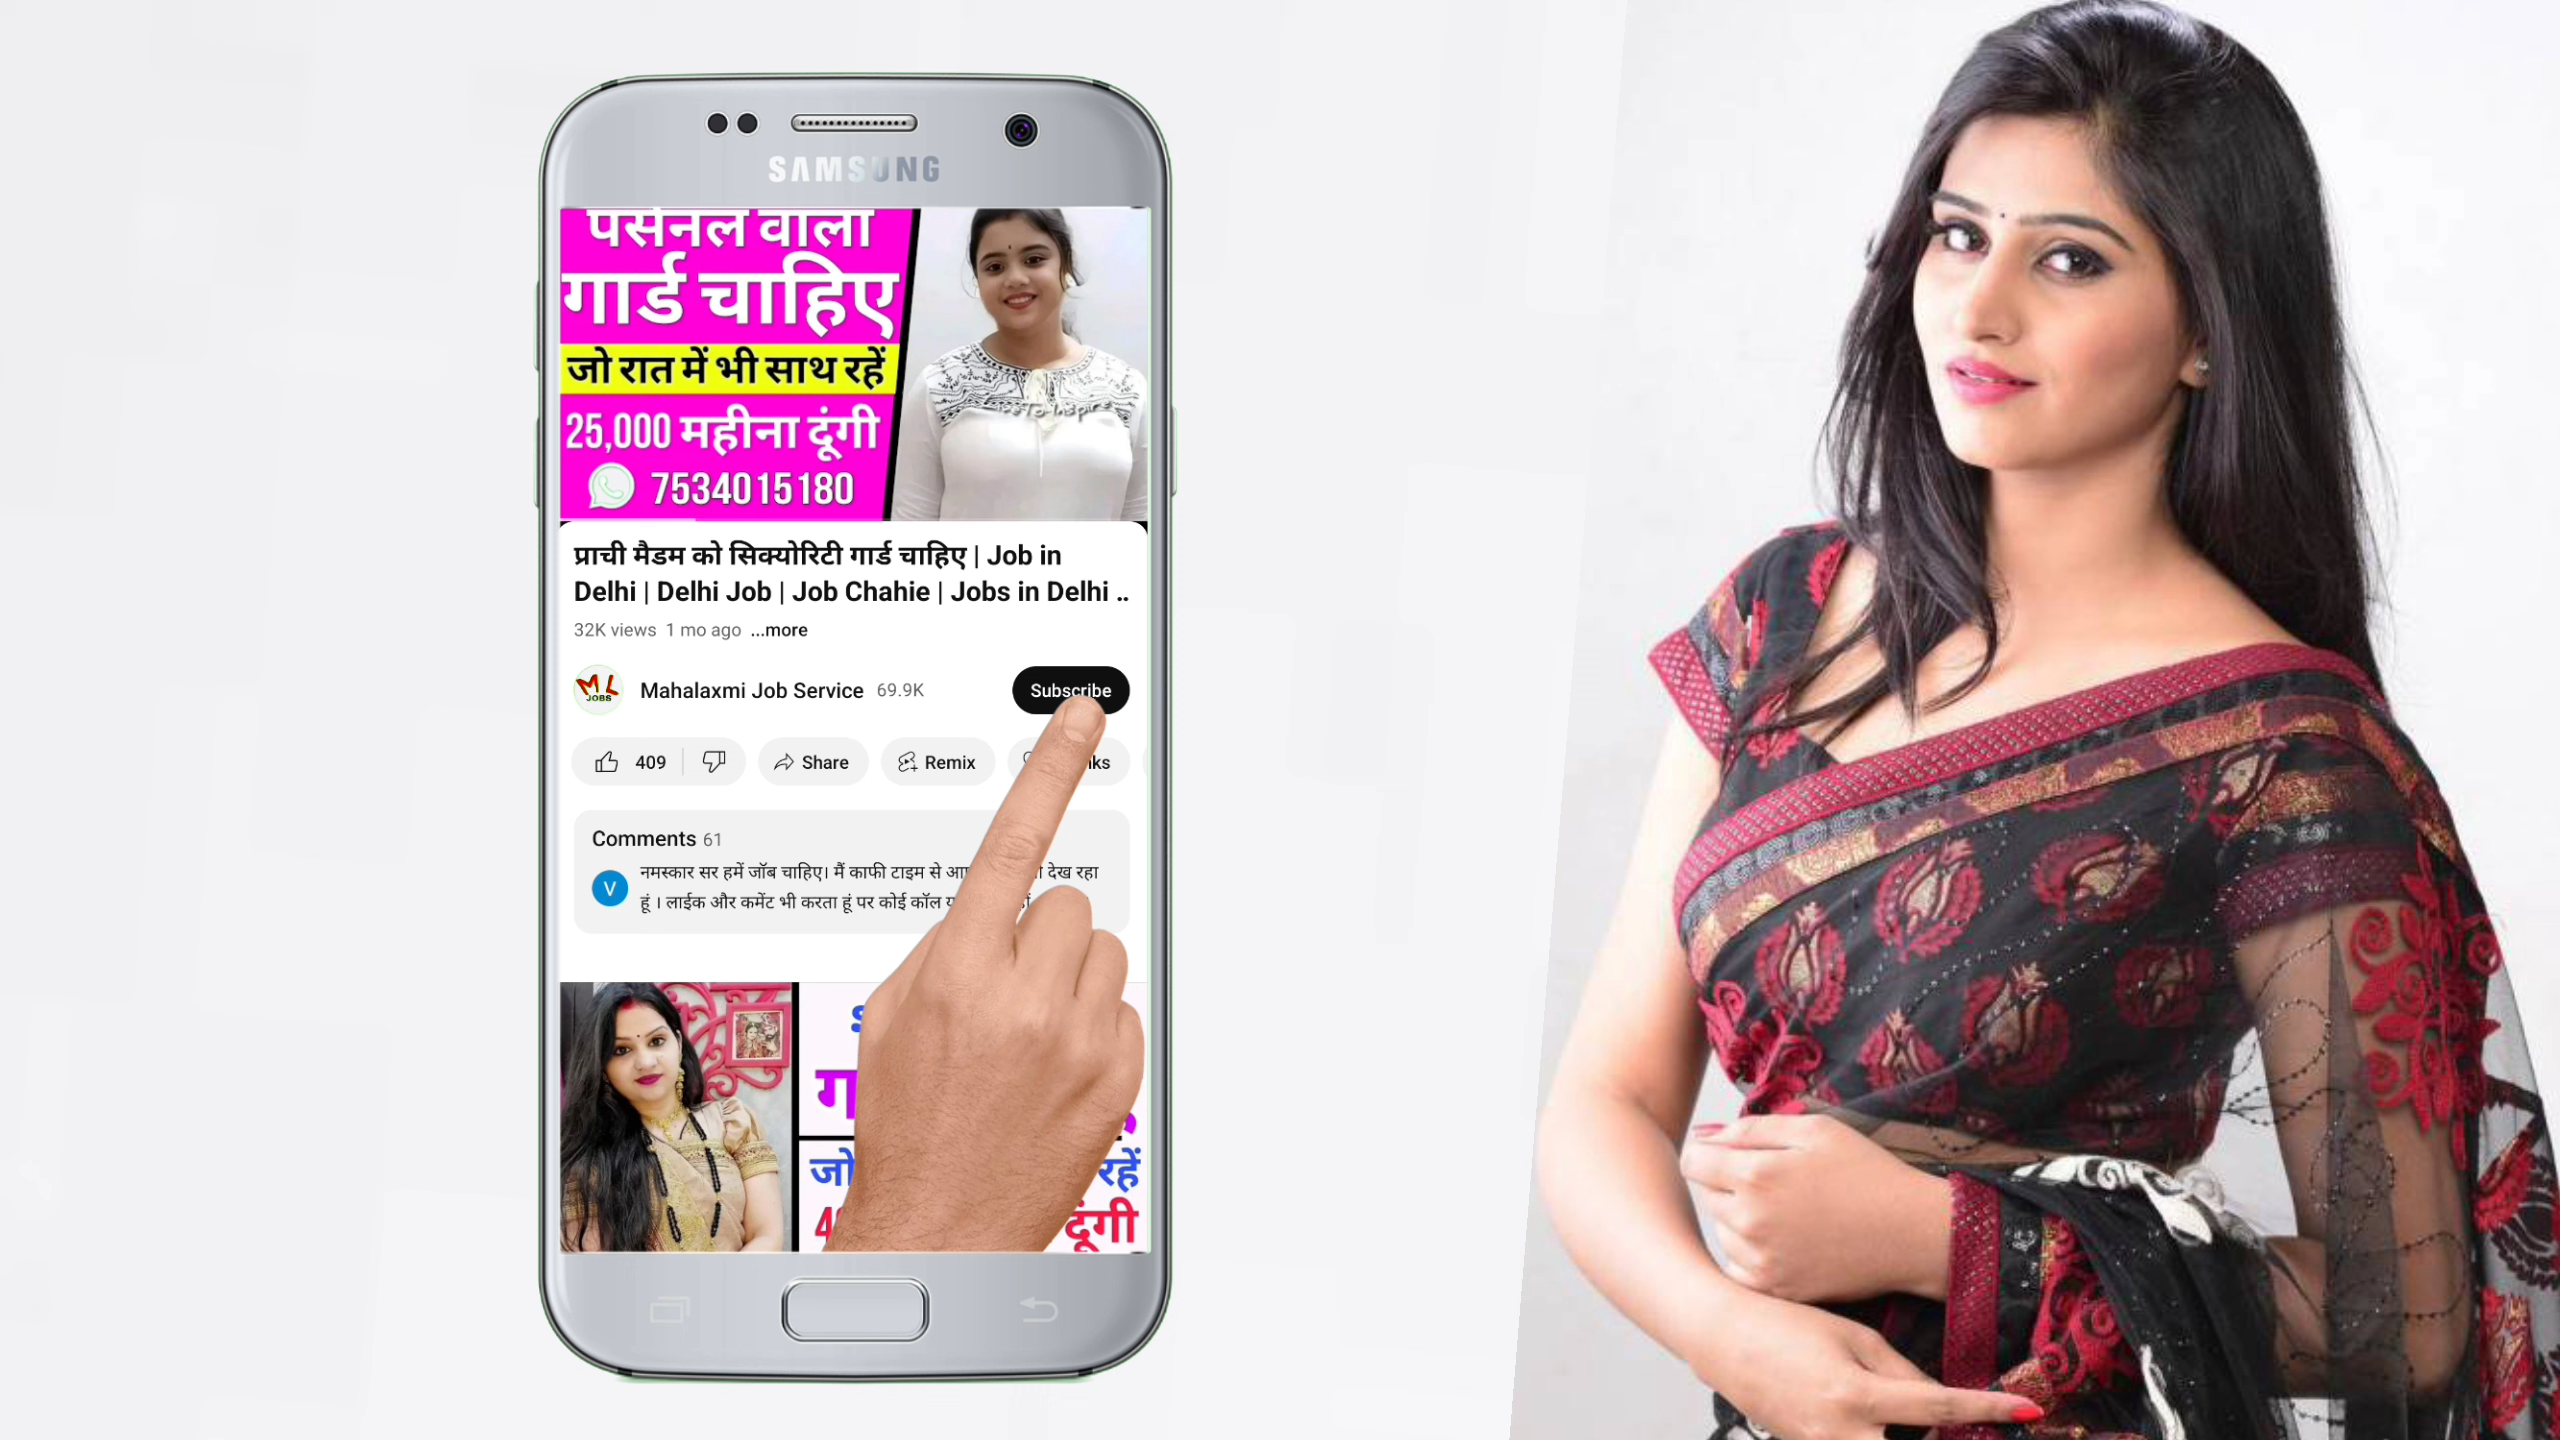 SAMSUNG
पर्सनल वाला
गार्ड चाहिए
जो रात में भी साथ रहें
25,000 महीना दूंगी
7534015180
प्राची मैडम को सिक्योरिटी गार्ड चाहिए | Job in
Delhi | Delhi Job | Job Chahie | Jobs in Delhi ..
32K views 1 mo ago ...more
ML
JOBS
Mahalaxmi Job Service 69.9K
Subscribe
409
Share
Remix
Comments 61
V
नमस्कार सर हमें जॉब चाहिए। मैं काफी टाइम से देख रहा
हूं । लाईक और कमेंट भी करता हूं पर कोई कॉल
जो रहें
दूंगी